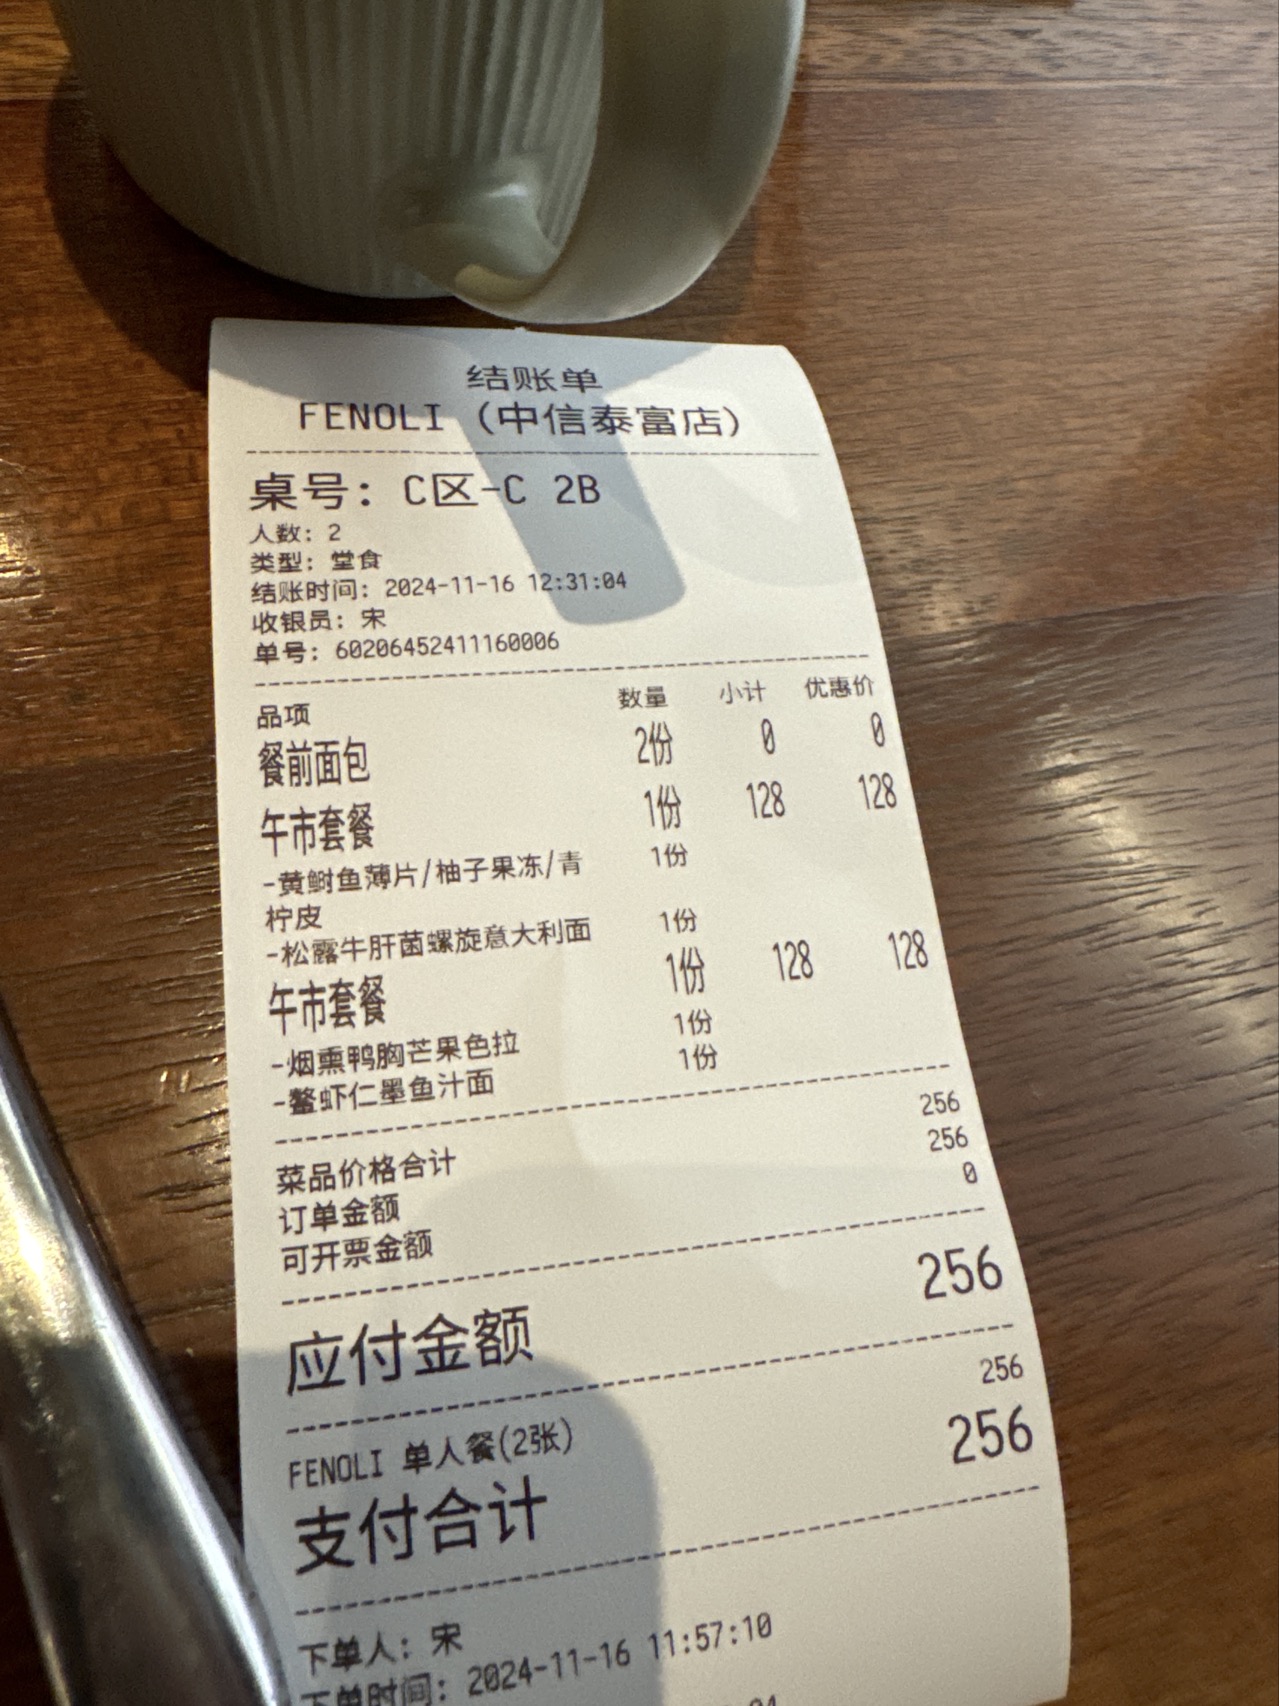 结账单
FENOLI (中信泰富店)
桌号: C区-C 2B
人数: 2
类型: 堂食
结账时间: 2024-11-16 12:31:04
收银员: 宋
单号: 60206452411160006
品项 数量 小计 优惠价
餐前面包 2份 0 0
午市套餐 1份 128 128
-黄鰤鱼薄片/柚子果冻/青 1份
柠皮
-松露牛肝菌螺旋意大利面 1份
午市套餐 1份 128 128
-烟熏鸭胸芒果色拉 1份
-鳌虾仁墨鱼汁面 1份
菜品价格合计 256
订单金额 256
可开票金额 0
应付金额 256
FENOLI 单人餐(2张) 256
支付合计 256
下单人: 宋
下单时间: 2024-11-16 11:57:10